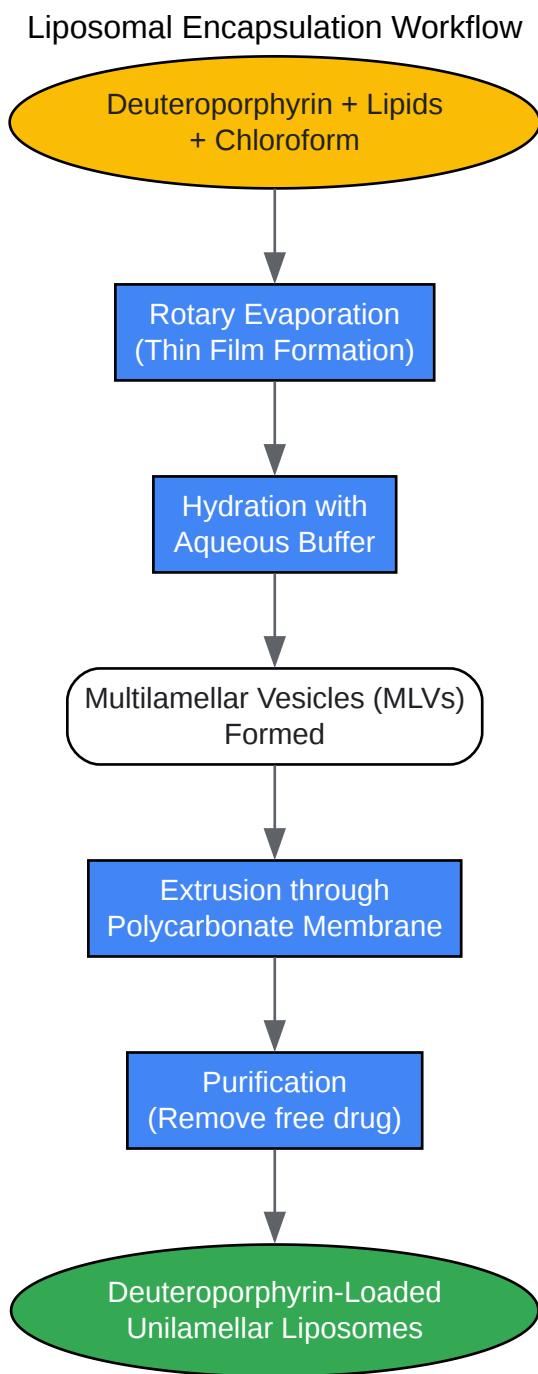 Liposomal Encapsulation Workflow
Deuteroporphyrin + Lipids
+ Chloroform
Rotary Evaporation
(Thin Film Formation)
Hydration with
Aqueous Buffer
Multilamellar Vesicles (MLVs)
Formed
Extrusion through
Polycarbonate Membrane
Purification
(Remove free drug)
Deuteroporphyrin-Loaded
Unilamellar Liposomes